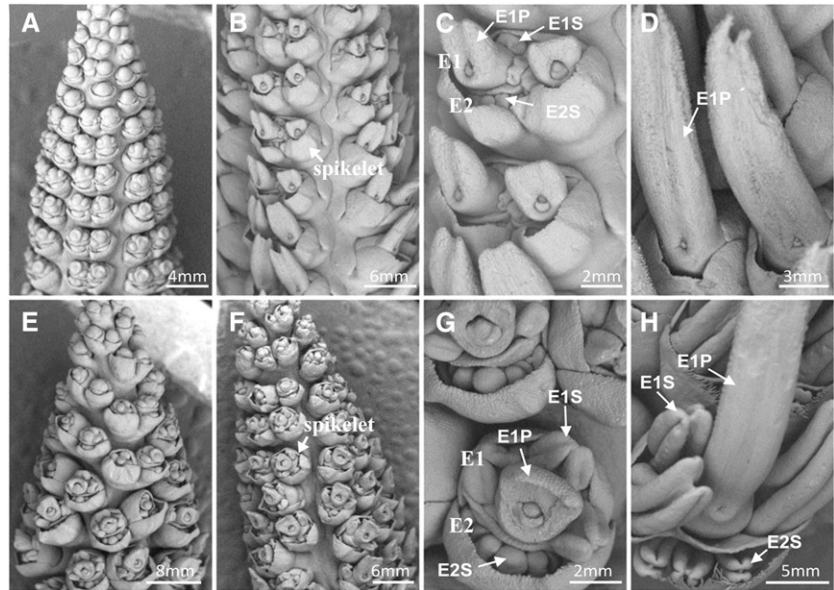 A
4mm
B
spikelet
6mm
C
E1P
E1S
E1
E2
E2S
2mm
D
E1P
3mm
E
8mm
F
spikelet
6mm
G
E1S
E1P
E1
E2
E2S
2mm
H
E1P
E1S
E2S
5mm